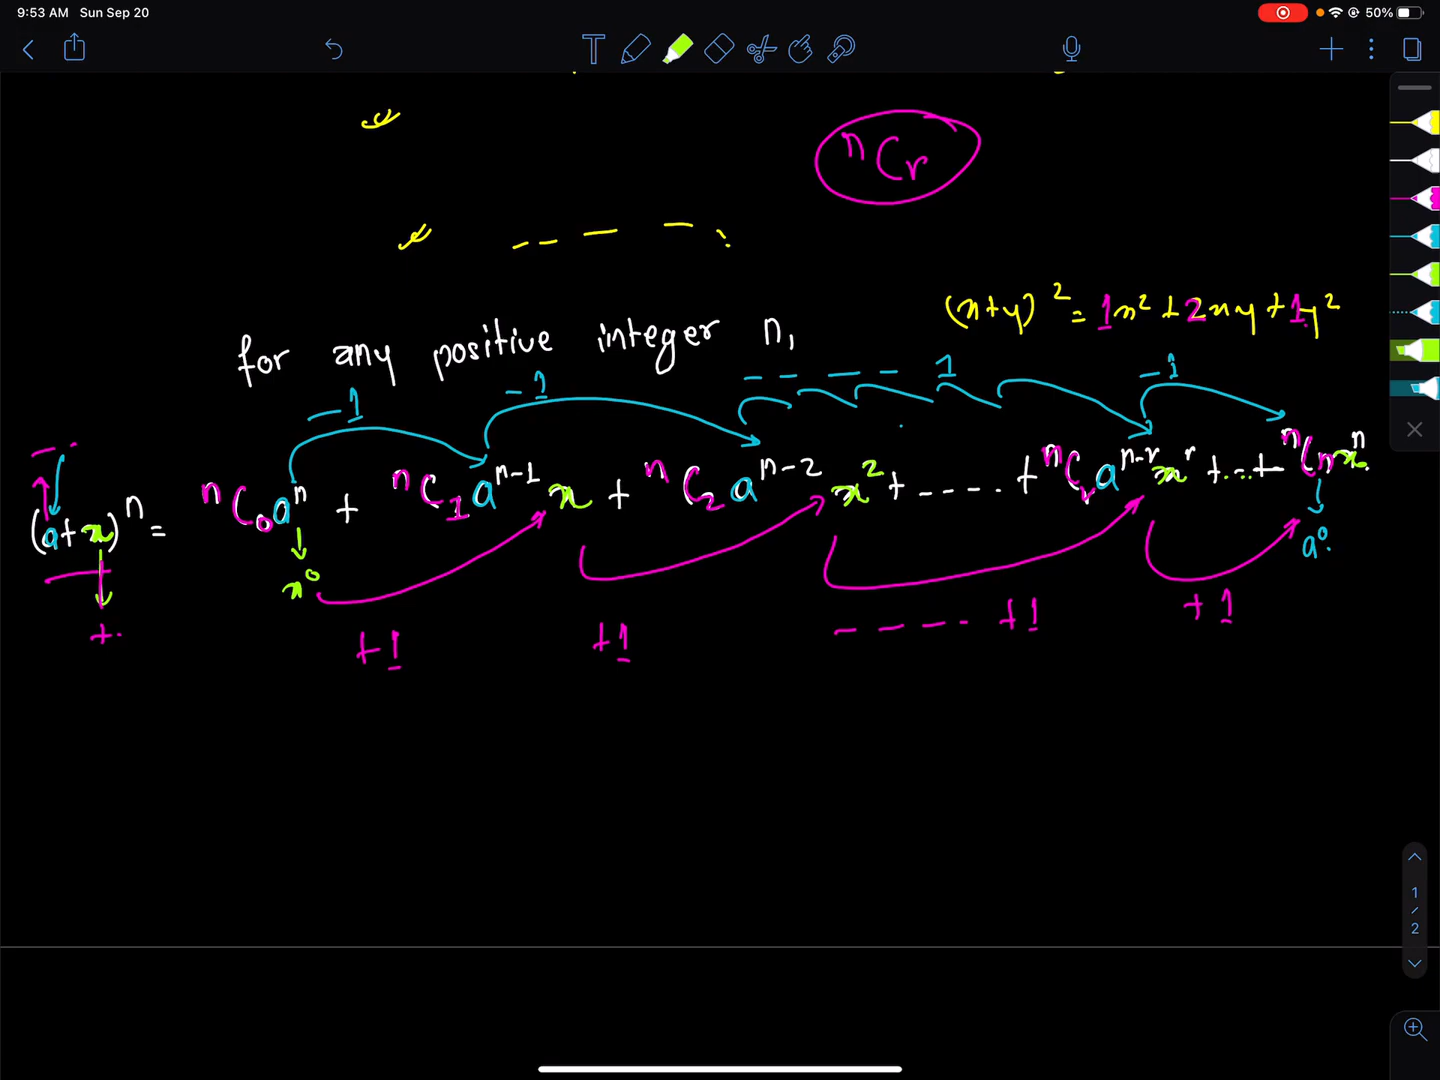 9:53 AM Sun Sep 20
50%
ⁿCᵣ
(x+y)² = 1x² + 2xy + 1y²
for any positive integer n,
-1 -1 - - - - 1 -1
(a+x)ⁿ = ⁿC₀aⁿ + ⁿC₁aⁿ⁻¹x + ⁿC₂aⁿ⁻²x² + ..... + ⁿCᵣaⁿ⁻ʳxʳ + ... + ⁿCₙxⁿ
x⁰ a⁰
+ +1 +1 - - - - +1 +1
1
/
2